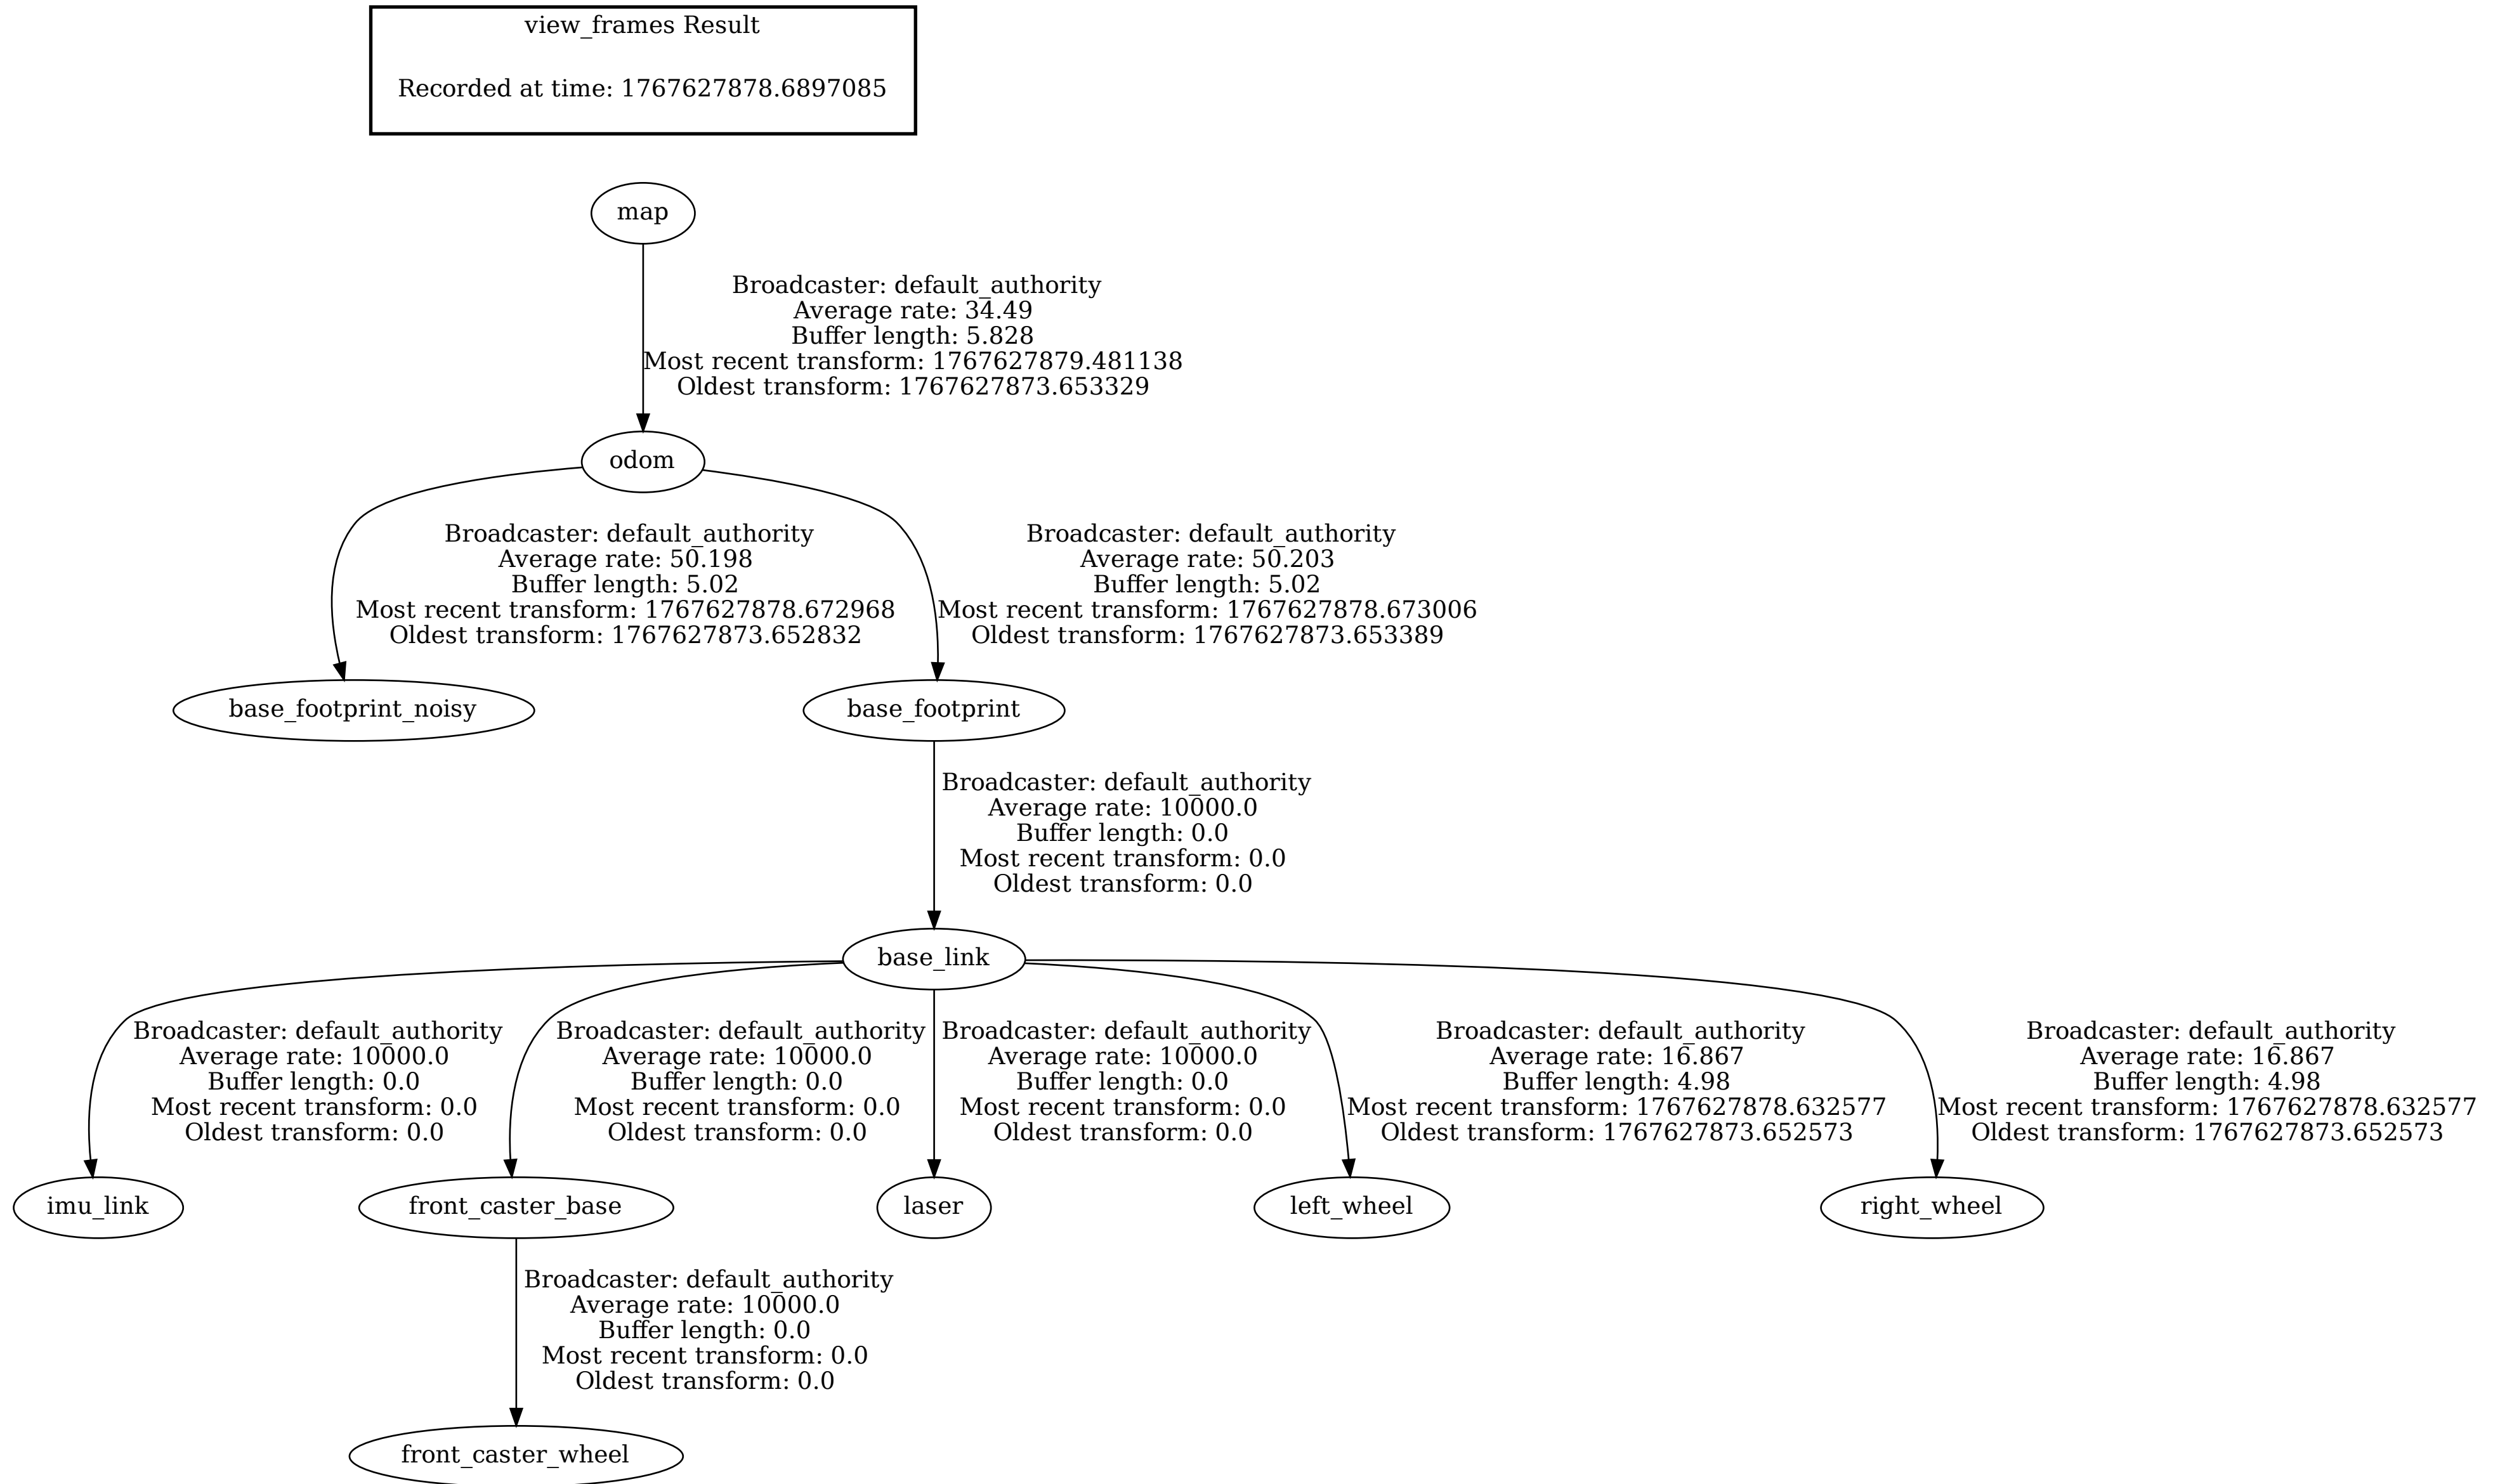 view_frames Result
Recorded at time: 1767627878.6897085
map
Broadcaster: default_authority
Average rate: 34.49
Buffer length: 5.828
Most recent transform: 1767627879.481138
Oldest transform: 1767627873.653329
odom
Broadcaster: default_authority
Average rate: 50.198
Buffer length: 5.02
Most recent transform: 1767627878.672968
Oldest transform: 1767627873.652832
Broadcaster: default_authority
Average rate: 50.203
Buffer length: 5.02
Most recent transform: 1767627878.673006
Oldest transform: 1767627873.653389
base_footprint_noisy
base_footprint
Broadcaster: default_authority
Average rate: 10000.0
Buffer length: 0.0
Most recent transform: 0.0
Oldest transform: 0.0
base_link
Broadcaster: default_authority
Average rate: 10000.0
Buffer length: 0.0
Most recent transform: 0.0
Oldest transform: 0.0
Broadcaster: default_authority
Average rate: 10000.0
Buffer length: 0.0
Most recent transform: 0.0
Oldest transform: 0.0
Broadcaster: default_authority
Average rate: 10000.0
Buffer length: 0.0
Most recent transform: 0.0
Oldest transform: 0.0
Broadcaster: default_authority
Average rate: 16.867
Buffer length: 4.98
Most recent transform: 1767627878.632577
Oldest transform: 1767627873.652573
Broadcaster: default_authority
Average rate: 16.867
Buffer length: 4.98
Most recent transform: 1767627878.632577
Oldest transform: 1767627873.652573
imu_link
front_caster_base
laser
left_wheel
right_wheel
Broadcaster: default_authority
Average rate: 10000.0
Buffer length: 0.0
Most recent transform: 0.0
Oldest transform: 0.0
front_caster_wheel